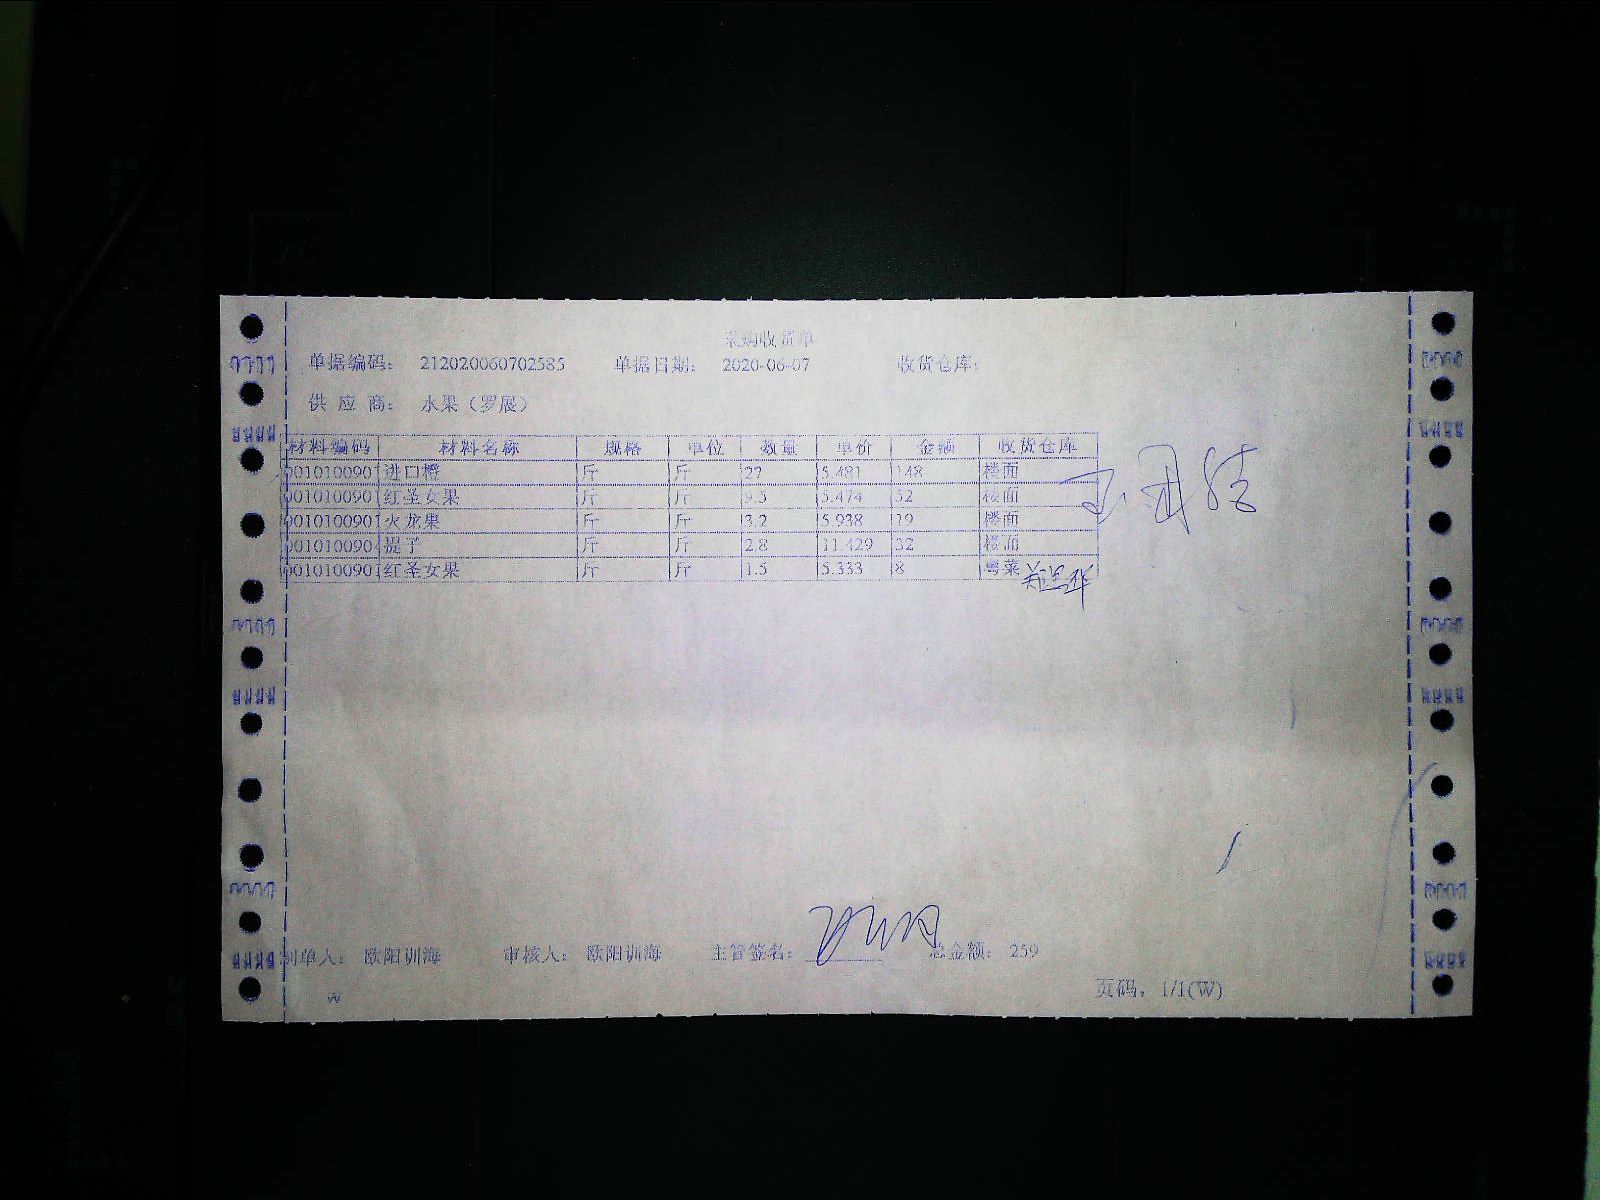 采购收货单
单据编码： 212020060702585 单据日期： 2020-06-07 收货仓库：
供 应 商： 水果（罗展）
材料编码 材料名称 规格 单位 数量 单价 金额 收货仓库
0010100901 进口橙 斤 斤 27 5.481 148 楼面
0010100901 红圣女果 斤 斤 9.5 5.474 52 楼面
0010100901 火龙果 斤 斤 3.2 5.938 19 楼面
001010090 提子 斤 斤 2.8 11.429 32 楼面
0010100901 红圣女果 斤 斤 1.5 5.333 8 粤菜
制单人： 欧阳训海 审核人： 欧阳训海 主管签名： 总金额： 259
页码： 1/1(W)